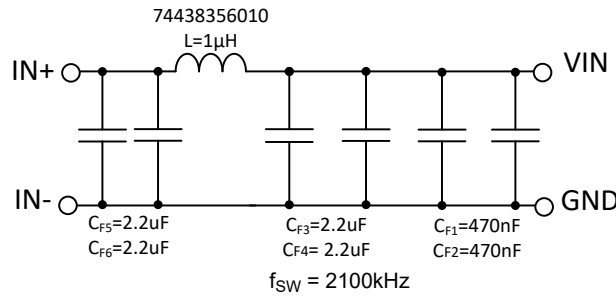 74438356010
L=1µH
IN+
VIN
IN-
GND
CF5=2.2uF
CF6=2.2uF
CF3=2.2uF
CF4= 2.2uF
CF1=470nF
CF2=470nF
fSW = 2100kHz